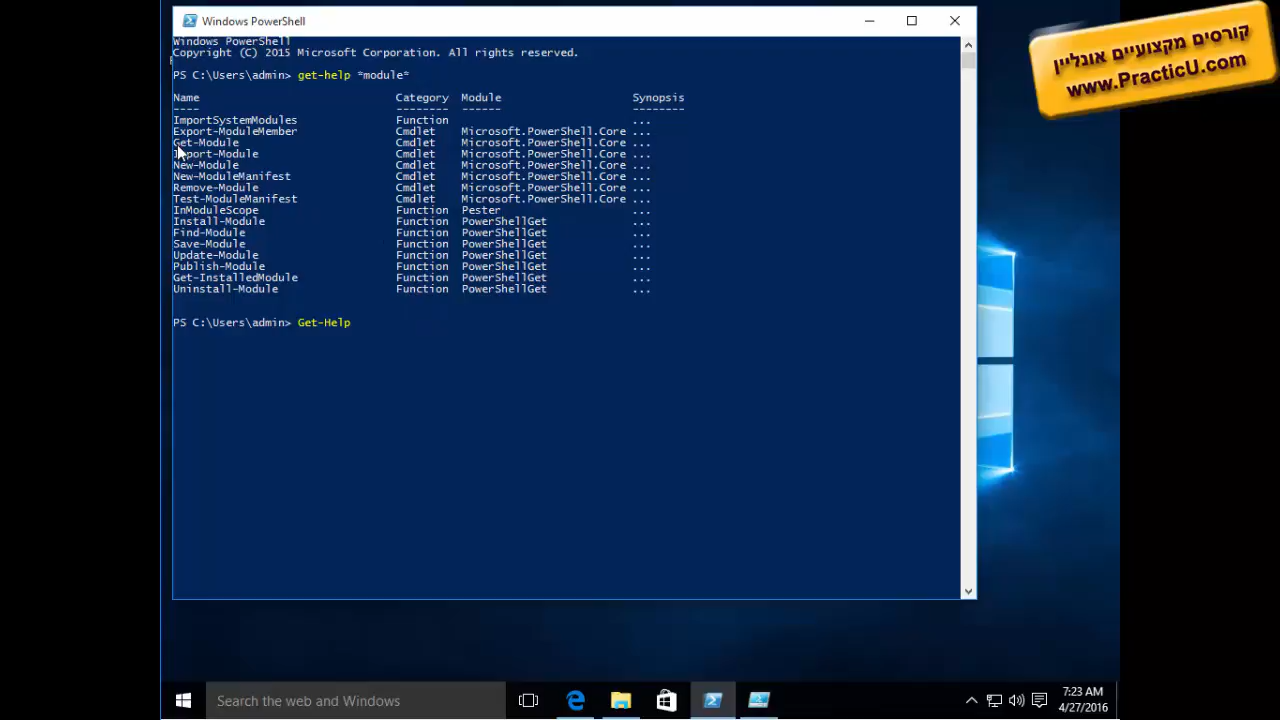 Windows PowerShell
Windows PowerShell
Copyright (C) 2015 Microsoft Corporation. All rights reserved.
PS C:\Users\admin> get-help *module*
Name Category Module Synopsis
---- -------- ------ --------
ImportSystemModules Function ...
Export-ModuleMember Cmdlet Microsoft.PowerShell.Core ...
Get-Module Cmdlet Microsoft.PowerShell.Core ...
Import-Module Cmdlet Microsoft.PowerShell.Core ...
New-Module Cmdlet Microsoft.PowerShell.Core ...
New-ModuleManifest Cmdlet Microsoft.PowerShell.Core ...
Remove-Module Cmdlet Microsoft.PowerShell.Core ...
Test-ModuleManifest Cmdlet Microsoft.PowerShell.Core ...
InModuleScope Function Pester ...
Install-Module Function PowerShellGet ...
Find-Module Function PowerShellGet ...
Save-Module Function PowerShellGet ...
Update-Module Function PowerShellGet ...
Publish-Module Function PowerShellGet ...
Get-InstalledModule Function PowerShellGet ...
Uninstall-Module Function PowerShellGet ...
PS C:\Users\admin> Get-Help
קורסים מקצועיים אונליין
www.PracticU.com
Search the web and Windows
7:23 AM
4/27/2016